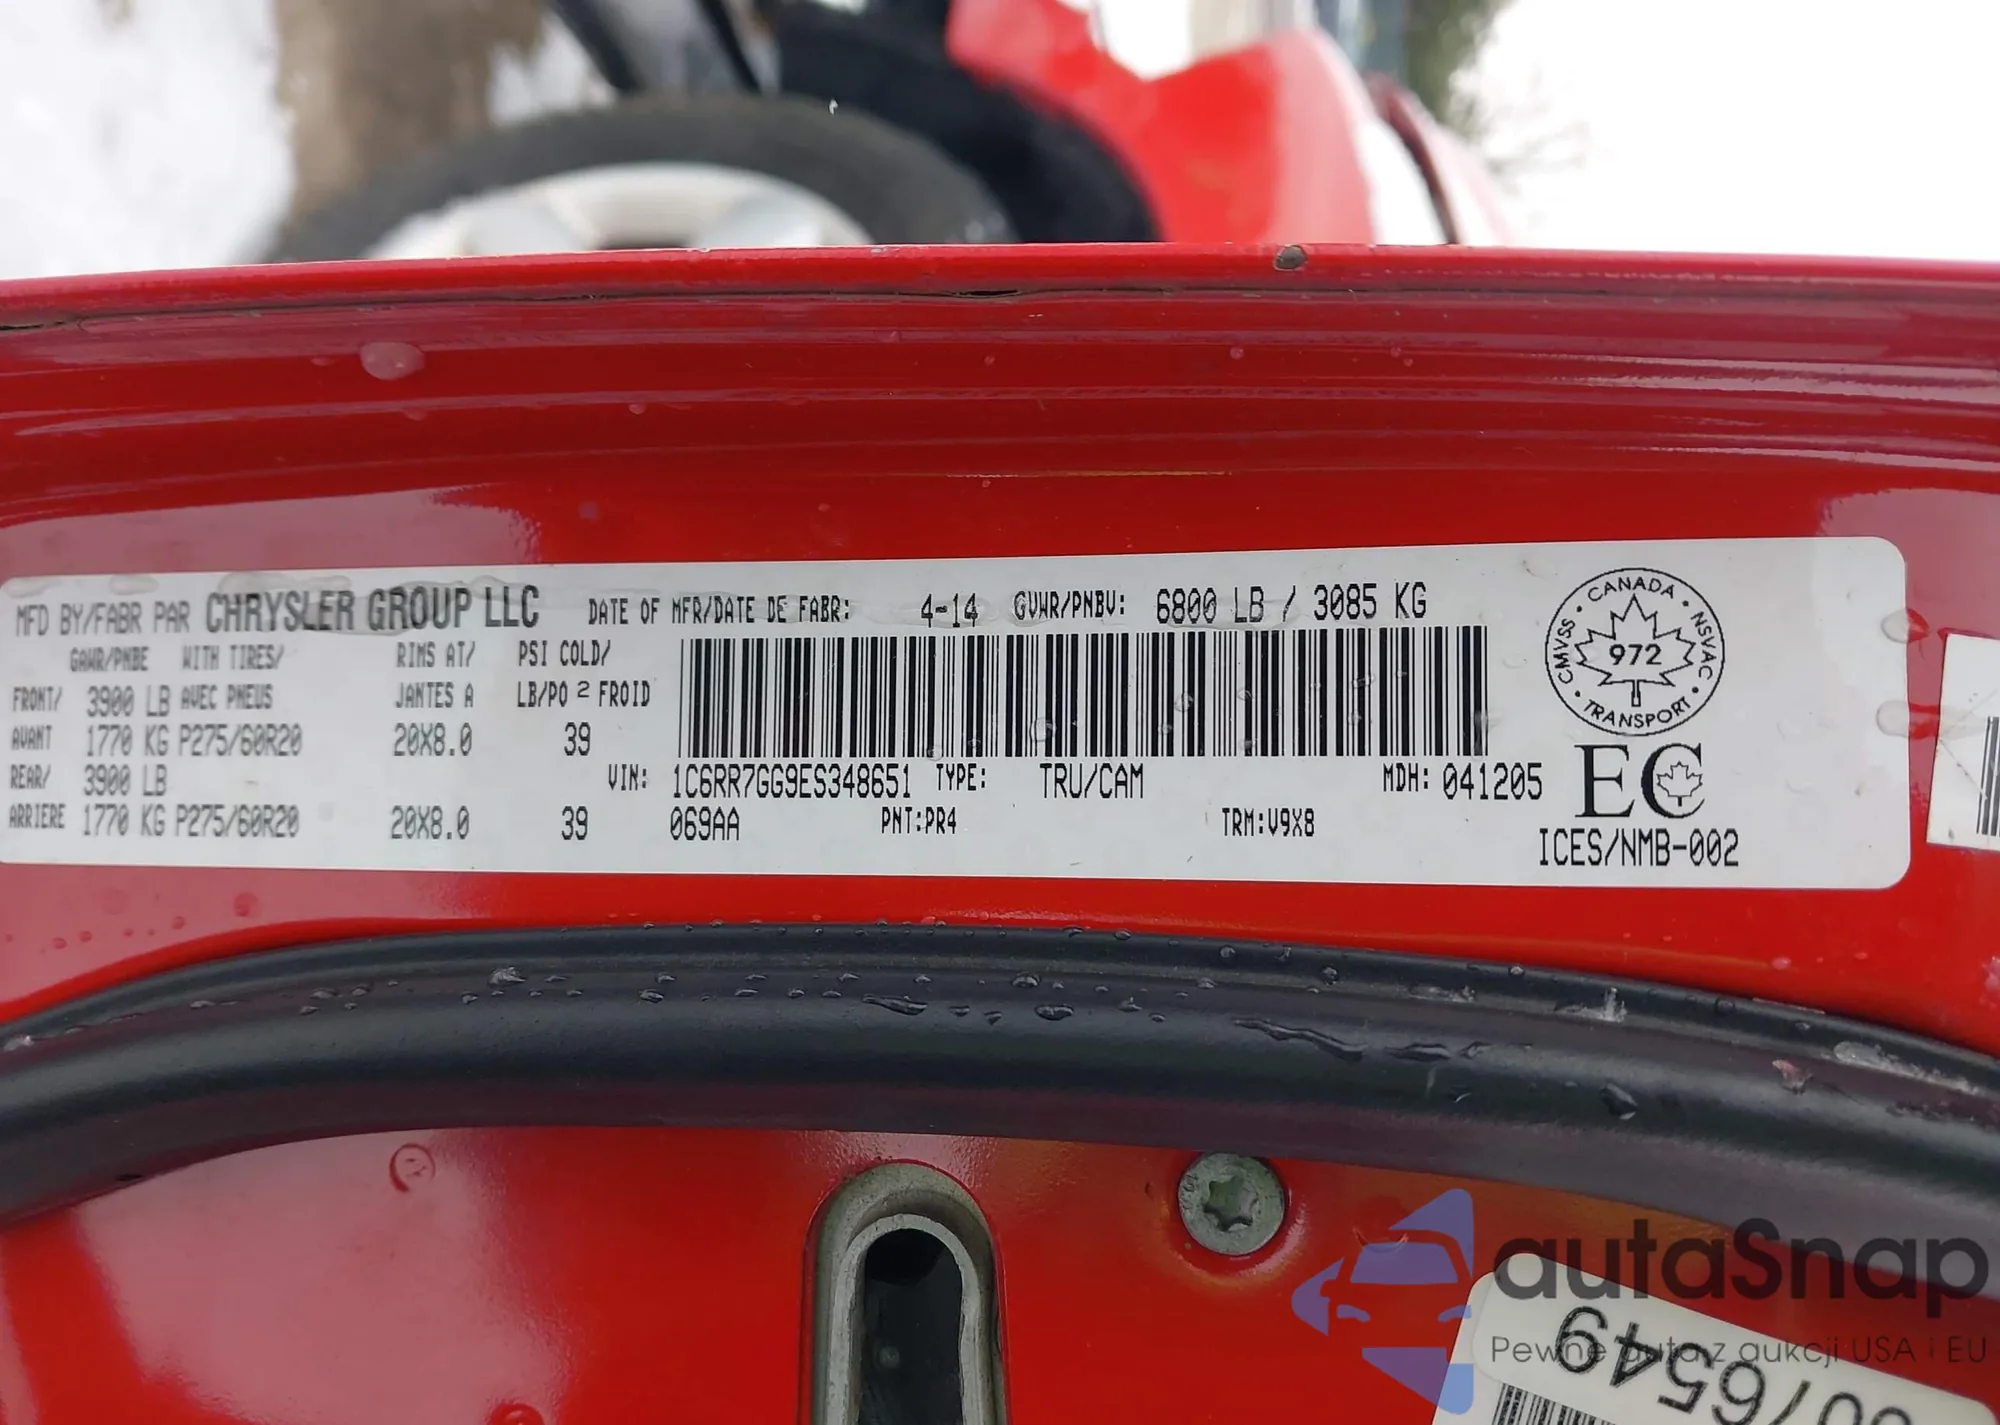 MFD BY/FABR PAR CHRYSLER GROUP LLC DATE OF MFR/DATE DE FABR: 4-14 GVWR/PNBV: 6800 LB / 3085 KG
GAWR/PNBE WITH TIRES/ RIMS AT/ PSI COLD/
FRONT/ 3900 LB AVEC PNEUS JANTES A LB/PO 2 FROID
AVANT 1770 KG P275/60R20 20X8.0 39
REAR/ 3900 LB VIN: 1C6RR7GG9ES348651 TYPE: TRU/CAM MDH: 041205
ARRIERE 1770 KG P275/60R20 20X8.0 39 069AA PNT:PR4 TRM:V9X8
CMVSS • CANADA • NSVAC • TRANSPORT •
972
EC
ICES/NMB-002
autaSnap
Pewne auta z aukcji USA i EU
076549